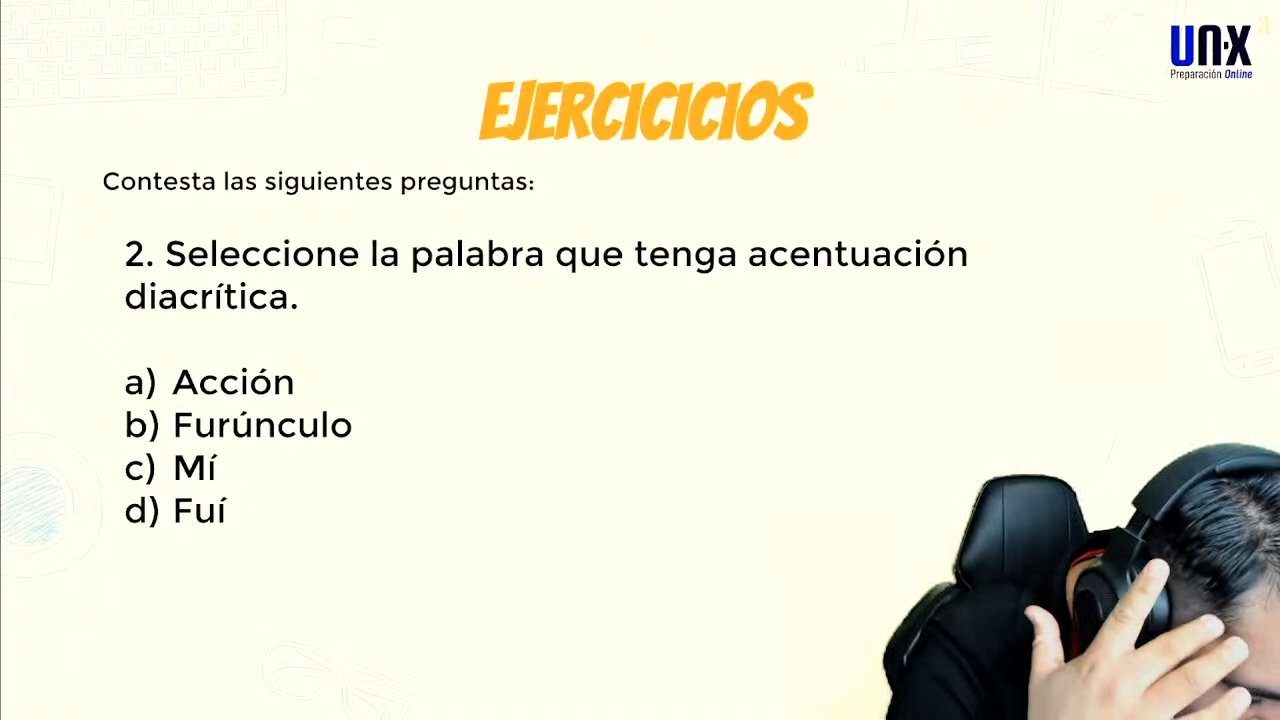 UN-X
Preparación Online
EJERCICICIOS
Contesta las siguientes preguntas:
2. Seleccione la palabra que tenga acentuación
diacrítica.
a) Acción
b) Furúnculo
c) Mí
d) Fuí